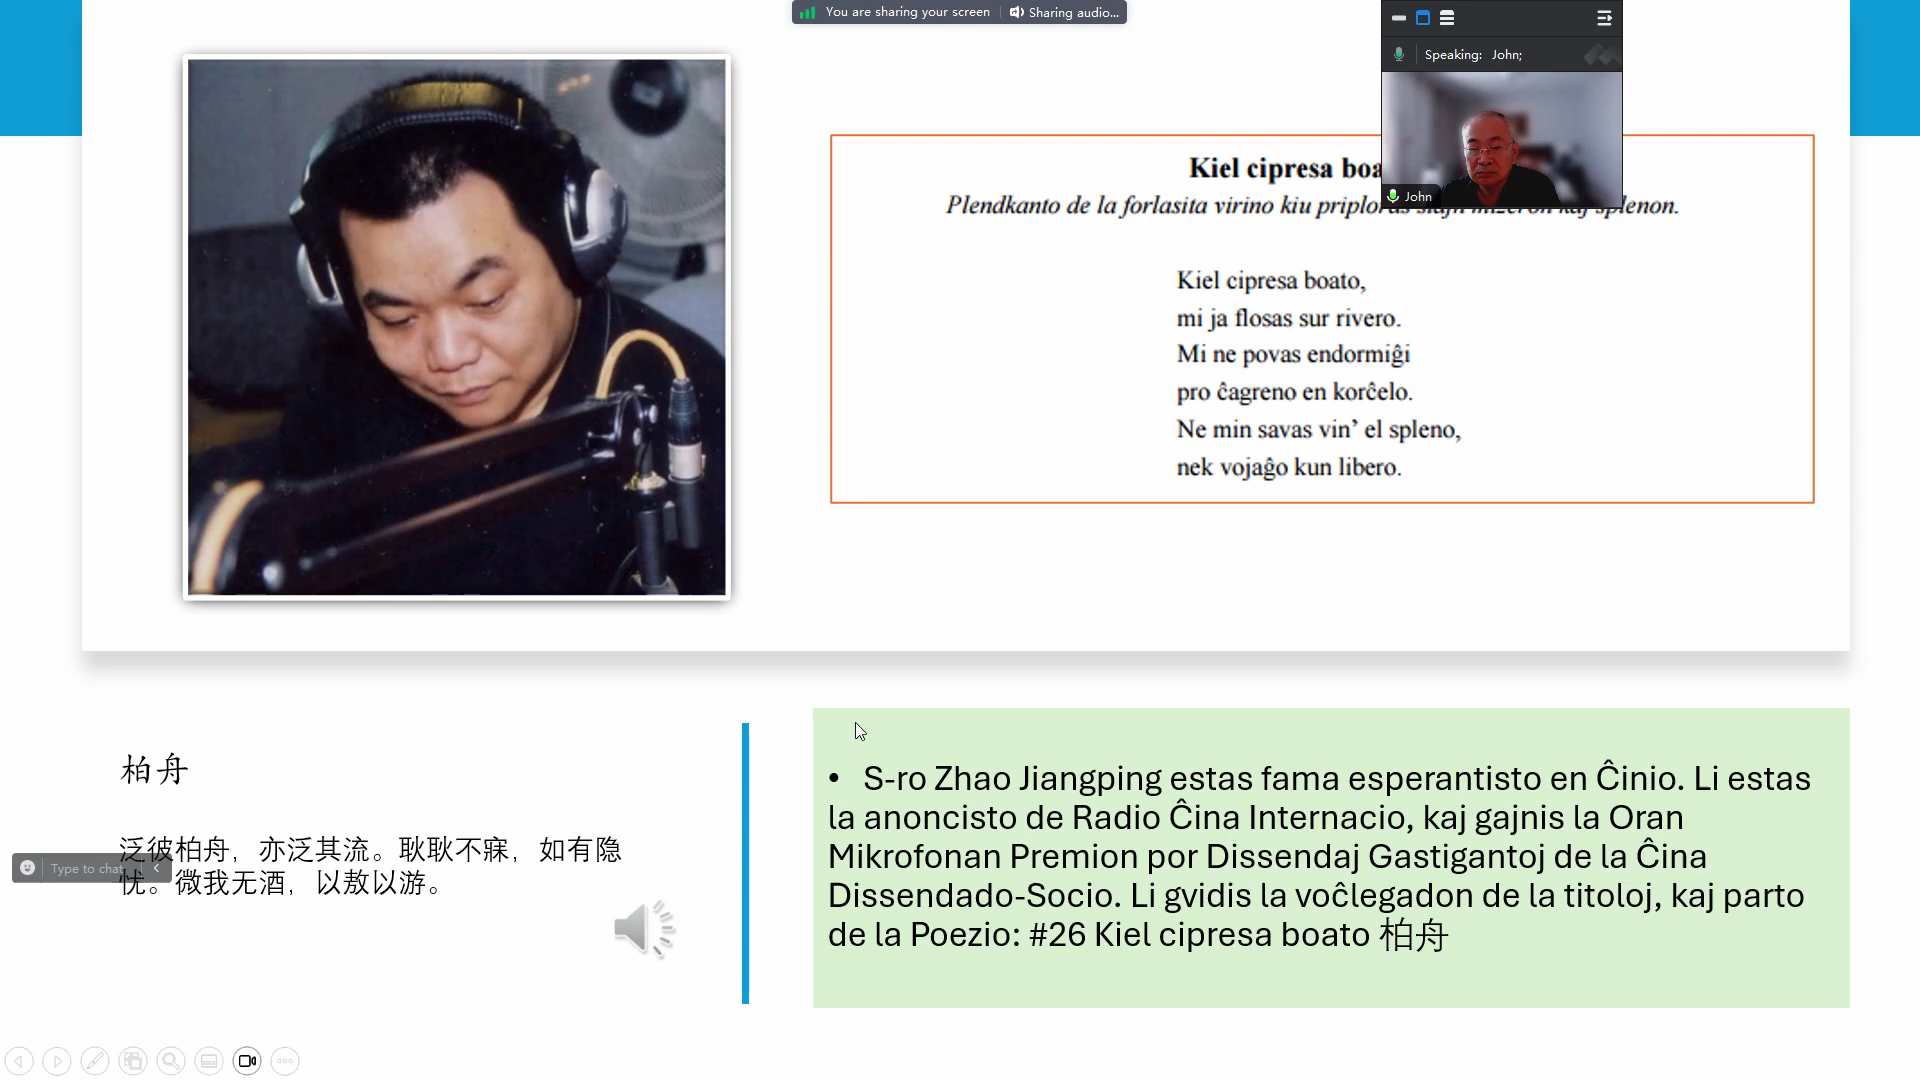 You are sharing your screen
Sharing audio...
Speaking: John;
John
Kiel cipresa
Plendkanto de la forlasita virino kiu kaj splenon.
Kiel cipresa boato,
mi ja flosas sur rivero.
Mi ne povas endormiĝi
pro ĉagreno en korĉelo.
Ne min savas vin’ el spleno,
nek vojaĝo kun libero.
柏舟
泛彼柏舟，亦泛其流。耿耿不寐，如有隐
忧。微我无酒，以敖以游。
Type to chat
• S-ro Zhao Jiangping estas fama esperantisto en Ĉinio. Li estas
la anoncisto de Radio Ĉina Internacio, kaj gajnis la Oran
Mikrofonan Premion por Dissendaj Gastigantoj de la Ĉina
Dissendado-Socio. Li gvidis la voĉlegadon de la titoloj, kaj parto
de la Poezio: #26 Kiel cipresa boato 柏舟